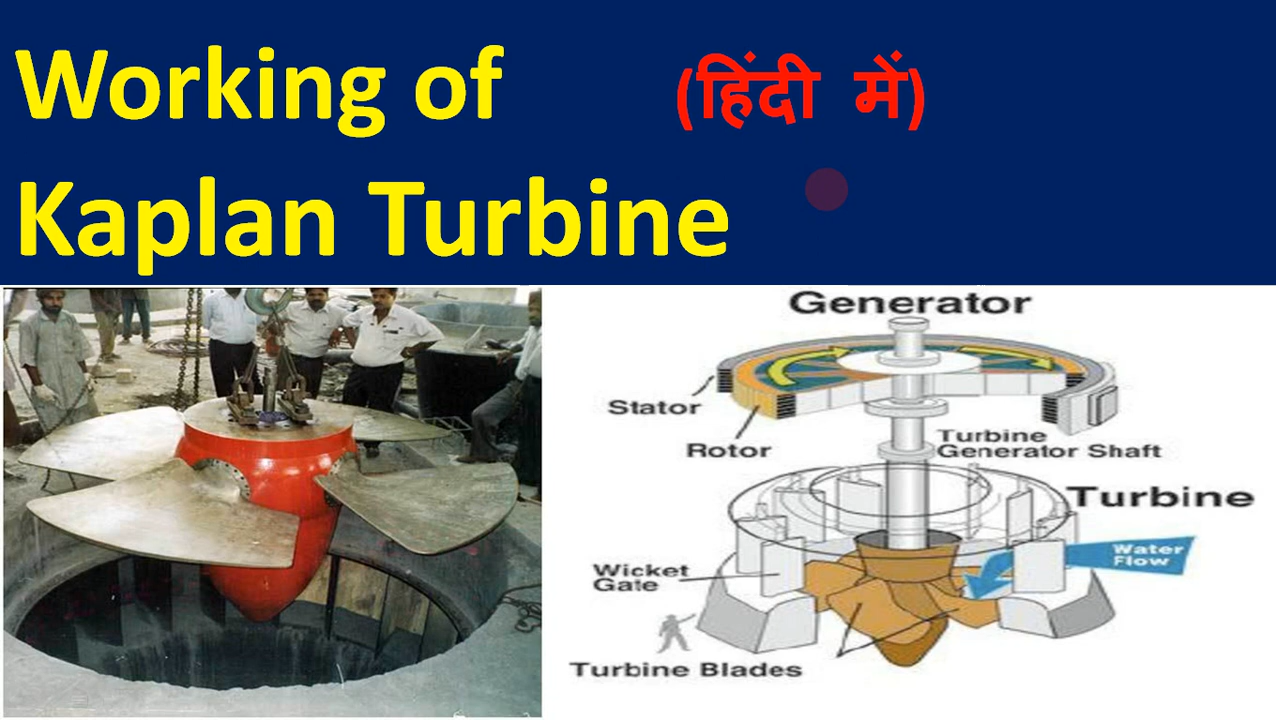 Working of (हिंदी में)
Kaplan Turbine
Generator
Stator
Rotor
Turbine
Generator Shaft
Turbine
Wicket
Gate
Water
Flow
Turbine Blades